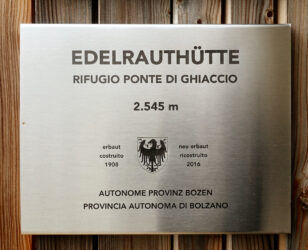 EDELRAUTHÜTTE
RIFUGIO PONTE DI GHIACCIO
2.545 m
erbaut
costruito
1908
neu erbaut
ricostruito
2016
AUTONOME PROVINZ BOZEN
PROVINCIA AUTONOMA DI BOLZANO